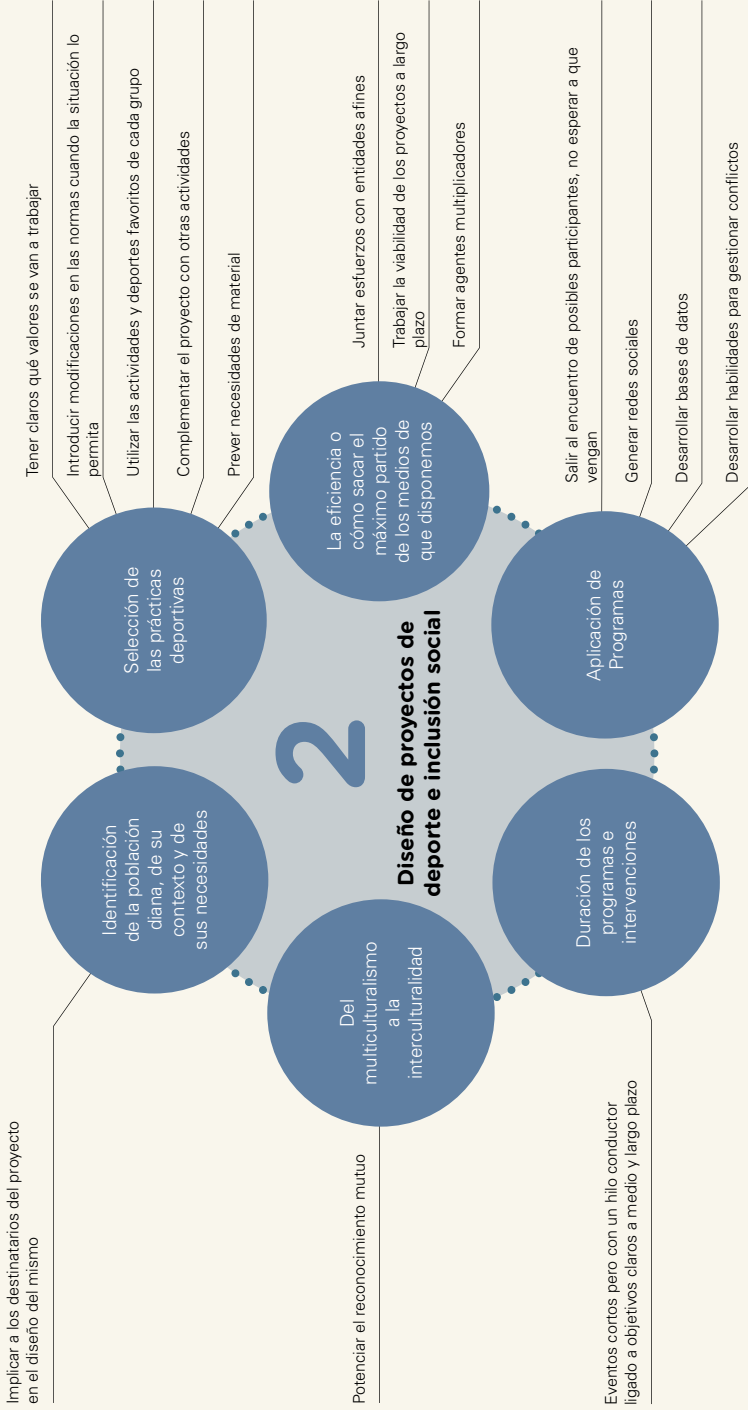 2
Diseño de proyectos de
deporte e inclusión social
Identificación
de la población
diana, de su
contexto y de
sus necesidades
Implicar a los destinatarios del proyecto
en el diseño del mismo
Selección de
las prácticas
deportivas
Tener claros qué valores se van a trabajar
Introducir modificaciones en las normas cuando la situación lo
permita
Utilizar las actividades y deportes favoritos de cada grupo
Complementar el proyecto con otras actividades
Prever necesidades de material
Del
multiculturalismo
a la
interculturalidad
Potenciar el reconocimiento mutuo
La eficiencia o
cómo sacar el
máximo partido
de los medios de
que disponemos
Juntar esfuerzos con entidades afines
Trabajar la viabilidad de los proyectos a largo
plazo
Formar agentes multiplicadores
Duración de los
programas e
intervenciones
Eventos cortos pero con un hilo conductor
ligado a objetivos claros a medio y largo plazo
Aplicación de
Programas
Salir al encuentro de posibles participantes, no esperar a que
vengan
Generar redes sociales
Desarrollar bases de datos
Desarrollar habilidades para gestionar conflictos